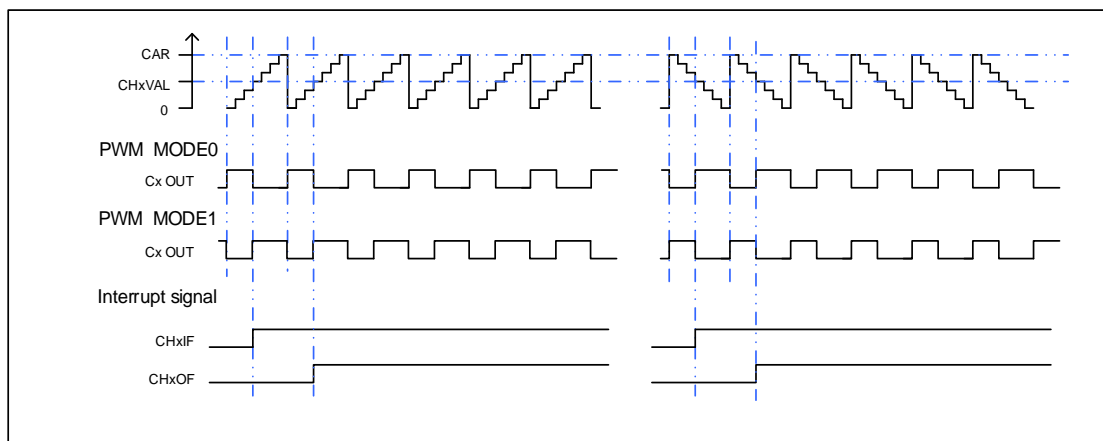 CAR
CHxVAL
0
PWM MODE0
Cx OUT
PWM MODE1
Cx OUT
Interrupt signal
CHxIF
CHxOF